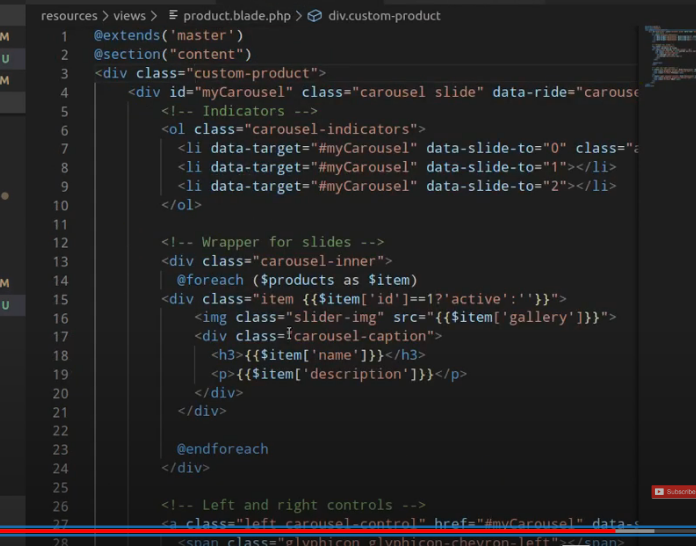 resources > views > product.blade.php > div.custom-product
M
U
M
M
U
1 @extends('master')
2 @section("content")
3 <div class="custom-product">
4 <div id="myCarousel" class="carousel slide" data-ride="carouse
5 <!-- Indicators -->
6 <ol class="carousel-indicators">
7 <li data-target="#myCarousel" data-slide-to="0" class="a
8 <li data-target="#myCarousel" data-slide-to="1"></li>
9 <li data-target="#myCarousel" data-slide-to="2"></li>
10 </ol>
11
12 <!-- Wrapper for slides -->
13 <div class="carousel-inner">
14 @foreach ($products as $item)
15 <div class="item {{$item['id']==1?'active':''}}">
16 <img class="slider-img" src="{{$item['gallery']}}">
17 <div class="carousel-caption">
18 <h3>{{$item['name']}}</h3>
19 <p>{{$item['description']}}</p>
20 </div>
21 </div>
22
23 @endforeach
24 </div>
25
26 <!-- Left and right controls -->
27 <a class="left carousel-control" href="#myCarousel" data-s
28 <span class="glyphicon glyphicon-chevron-left"></span>
Subscribe